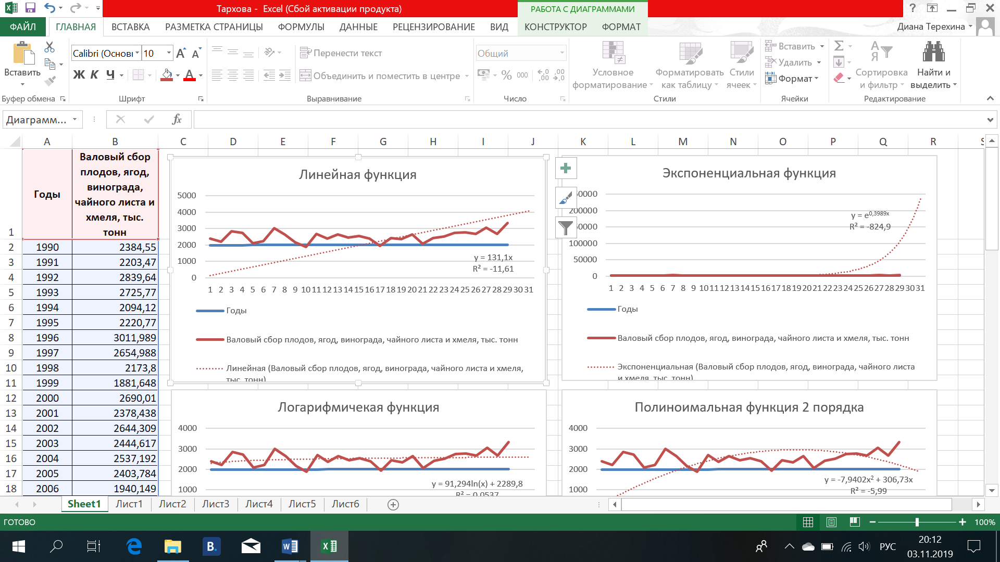 Тархова - Excel (Сбой активации продукта)
РАБОТА С ДИАГРАММАМИ
ФАЙЛ ГЛАВНАЯ ВСТАВКА РАЗМЕТКА СТРАНИЦЫ ФОРМУЛЫ ДАННЫЕ РЕЦЕНЗИРОВАНИЕ ВИД КОНСТРУКТОР ФОРМАТ Диана Терехина
Вставить
Буфер обмена
Calibri (Основ 10
Ж К Ч
Шрифт
Перенести текст
Объединить и поместить в центре
Выравнивание
Общий
% 000
Число
Условное форматирование
Форматировать как таблицу
Стили ячеек
Стили
Вставить
Удалить
Формат
Ячейки
Сортировка и фильтр
Найти и выделить
Редактирование
Диаграмм...
fx
A B C D E F G H I J K L M N O P Q R
1 Годы Валовый сбор плодов, ягод, винограда, чайного листа и хмеля, тыс. тонн
2 1990 2384,55
3 1991 2203,47
4 1992 2839,64
5 1993 2725,77
6 1994 2094,12
7 1995 2220,77
8 1996 3011,989
9 1997 2654,988
10 1998 2173,8
11 1999 1881,648
12 2000 2690,01
13 2001 2378,438
14 2002 2644,309
15 2003 2444,617
16 2004 2537,192
17 2005 2403,784
18 2006 1940,149
Линейная функция
5000
4000
3000
2000
1000
0
y = 131,1x
R² = -11,61
1 2 3 4 5 6 7 8 9 10 11 12 13 14 15 16 17 18 19 20 21 22 23 24 25 26 27 28 29 30 31
Годы
Валовый сбор плодов, ягод, винограда, чайного листа и хмеля, тыс. тонн
Линейная (Валовый сбор плодов, ягод, винограда, чайного листа и хмеля,
тыс. тонн)
Экспоненциальная функция
50000
200000
50000
100000
50000
0
y = e^0,3989x
R² = -824,9
1 2 3 4 5 6 7 8 9 10 11 12 13 14 15 16 17 18 19 20 21 22 23 24 25 26 27 28 29 30 31
Годы
Валовый сбор плодов, ягод, винограда, чайного листа и хмеля, тыс. тонн
Экспоненциальная (Валовый сбор плодов, ягод, винограда, чайного листа
и хмеля, тыс. тонн)
Логарифмичекая функция
4000
3000
2000
1000
y = 91,294ln(x) + 2289,8
R² = 0,0537
Полиноимальная функция 2 порядка
4000
3000
2000
1000
y = -7,9402x² + 306,73x
R² = -5,99
Sheet1 Лист1 Лист2 Лист3 Лист4 Лист5 Лист6
ГОТОВО
100%
B.
РУС
20:12
03.11.2019